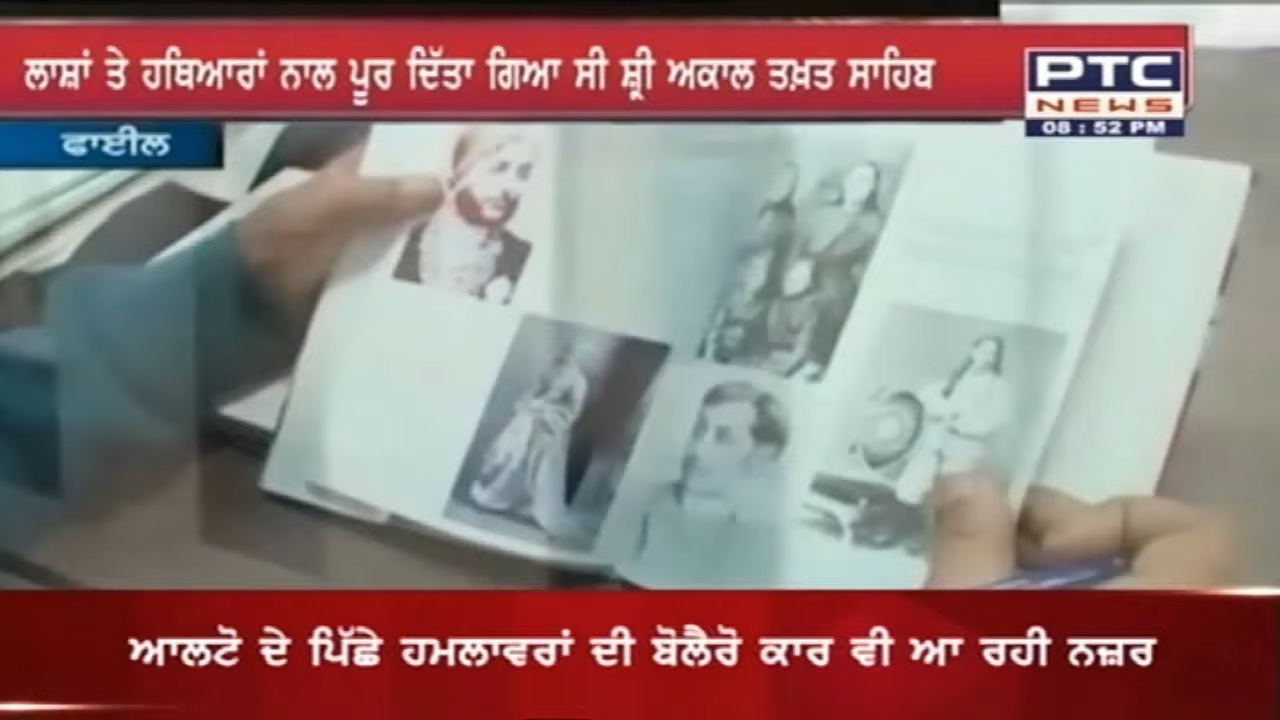 ਲਾਸ਼ਾਂ ਤੇ ਹਥਿਆਰਾਂ ਨਾਲ ਪੂਰ ਦਿੱਤਾ ਗਿਆ ਸੀ ਸ਼੍ਰੀ ਅਕਾਲ ਤਖ਼ਤ ਸਾਹਿਬ
PTC
NEWS
08 : 52 PM
ਫਾਈਲ
ਆਲਟੋ ਦੇ ਪਿੱਛੇ ਹਮਲਾਵਰਾਂ ਦੀ ਬੋਲੈਰੋ ਕਾਰ ਵੀ ਆ ਰਹੀ ਨਜ਼ਰ